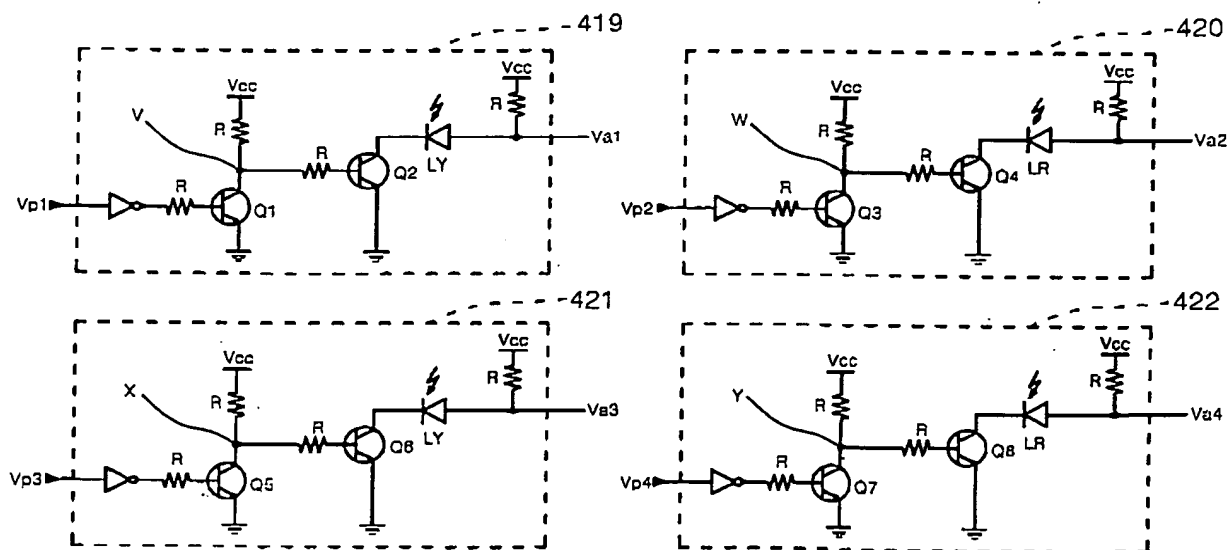 419
Vcc
Vcc
V
R
R
R
R
Q2
LY
Va1
Vp1
Q1
420
Vcc
Vcc
W
R
R
R
R
Q4
LR
Va2
Vp2
Q3
421
Vcc
Vcc
X
R
R
R
R
Q6
LY
Va3
Vp3
Q5
422
Vcc
Vcc
Y
R
R
R
R
Q8
LR
Va4
Vp4
Q7